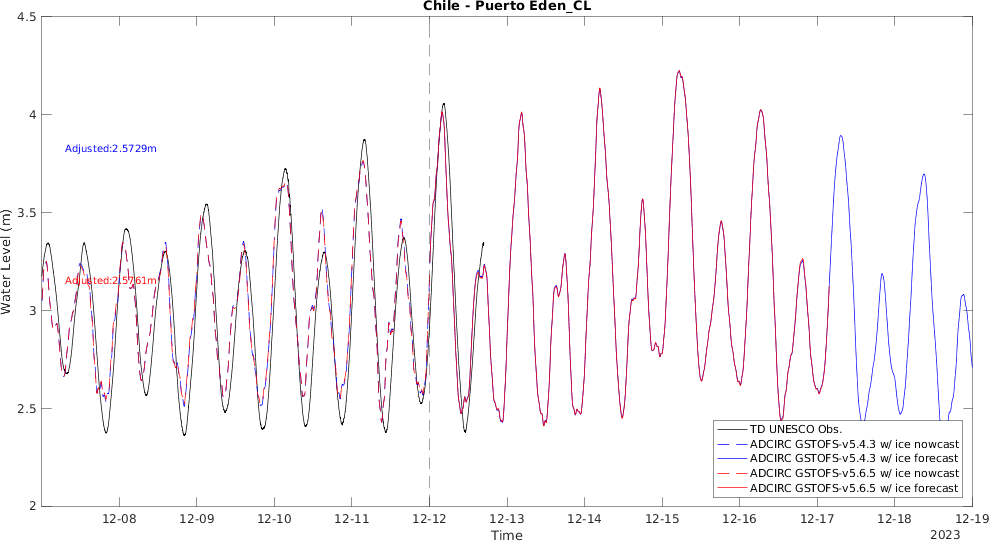 Chile - Puerto Eden_CL
4.5
4
3.5
3
2.5
2
Water Level (m)
Adjusted:2.5729m
Adjusted:2.5761m
TD UNESCO Obs.
ADCIRC GSTOFS-v5.4.3 w/ ice nowcast
ADCIRC GSTOFS-v5.4.3 w/ ice forecast
ADCIRC GSTOFS-v5.6.5 w/ ice nowcast
ADCIRC GSTOFS-v5.6.5 w/ ice forecast
12-08 12-09 12-10 12-11 12-12 12-13 12-14 12-15 12-16 12-17 12-18 12-19
Time
2023